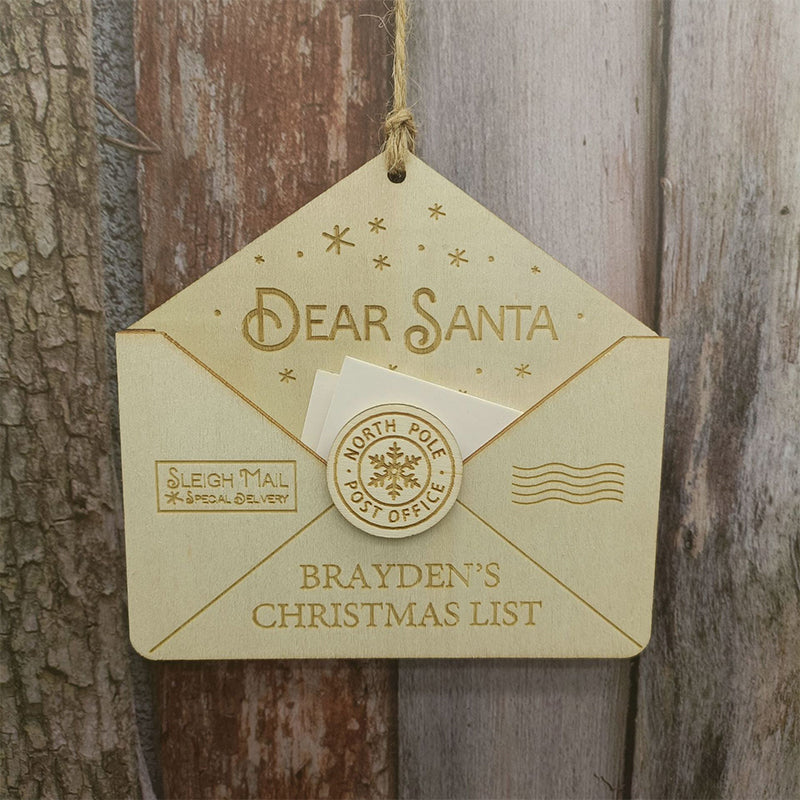 DEAR SANTA
NORTH POLE
POST OFFICE
SLEIGH MAIL
SPECIAL DELIVERY
BRAYDEN'S
CHRISTMAS LIST